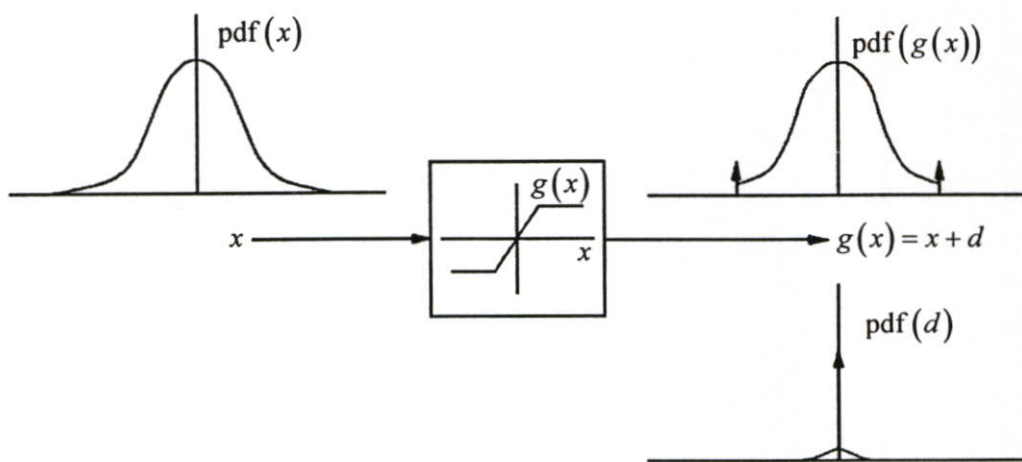 pdf(x)
pdf(g(x))
g(x)
x
x
g(x) = x + d
pdf(d)